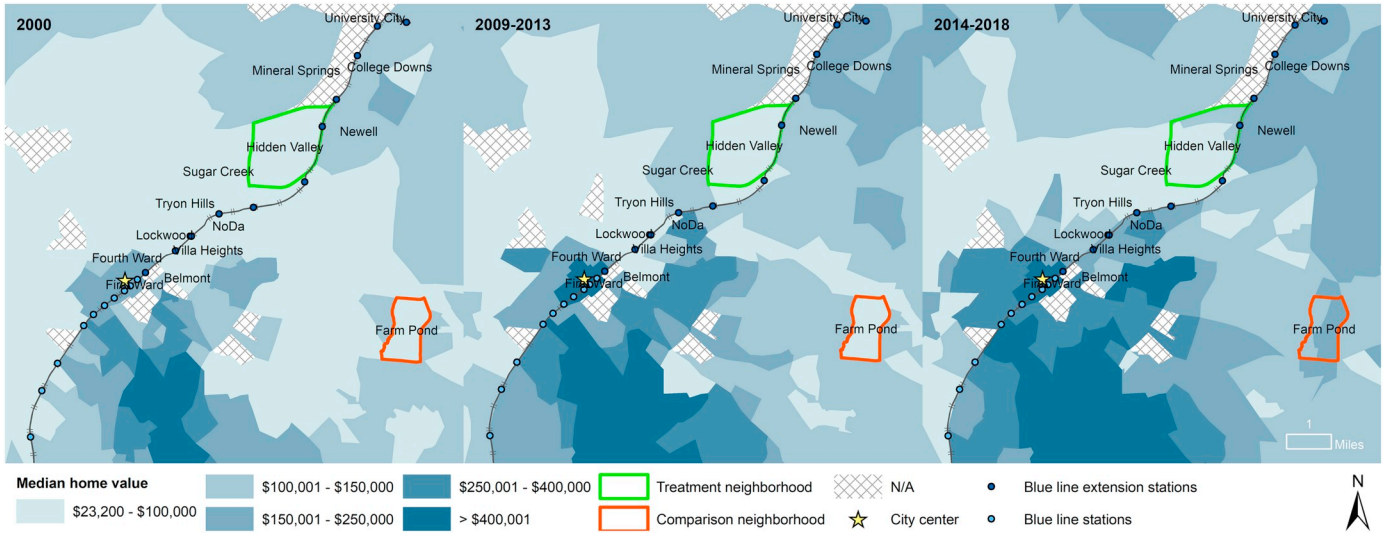 2000
University City
Mineral Springs
College Downs
Newell
Hidden Valley
Sugar Creek
Tryon Hills
NoDa
Lockwood
Villa Heights
Fourth Ward
Belmont
First Ward
Farm Pond
2009-2013
University City
Mineral Springs
College Downs
Newell
Hidden Valley
Sugar Creek
Tryon Hills
NoDa
Lockwood
Villa Heights
Fourth Ward
Belmont
First Ward
Farm Pond
2014-2018
University City
Mineral Springs
College Downs
Newell
Hidden Valley
Sugar Creek
Tryon Hills
NoDa
Lockwood
Villa Heights
Fourth Ward
Belmont
First Ward
Farm Pond
1
Miles
Median home value
$23,200 - $100,000
$100,001 - $150,000
$150,001 - $250,000
$250,001 - $400,000
> $400,001
Treatment neighborhood
Comparison neighborhood
N/A
City center
Blue line extension stations
Blue line stations
N